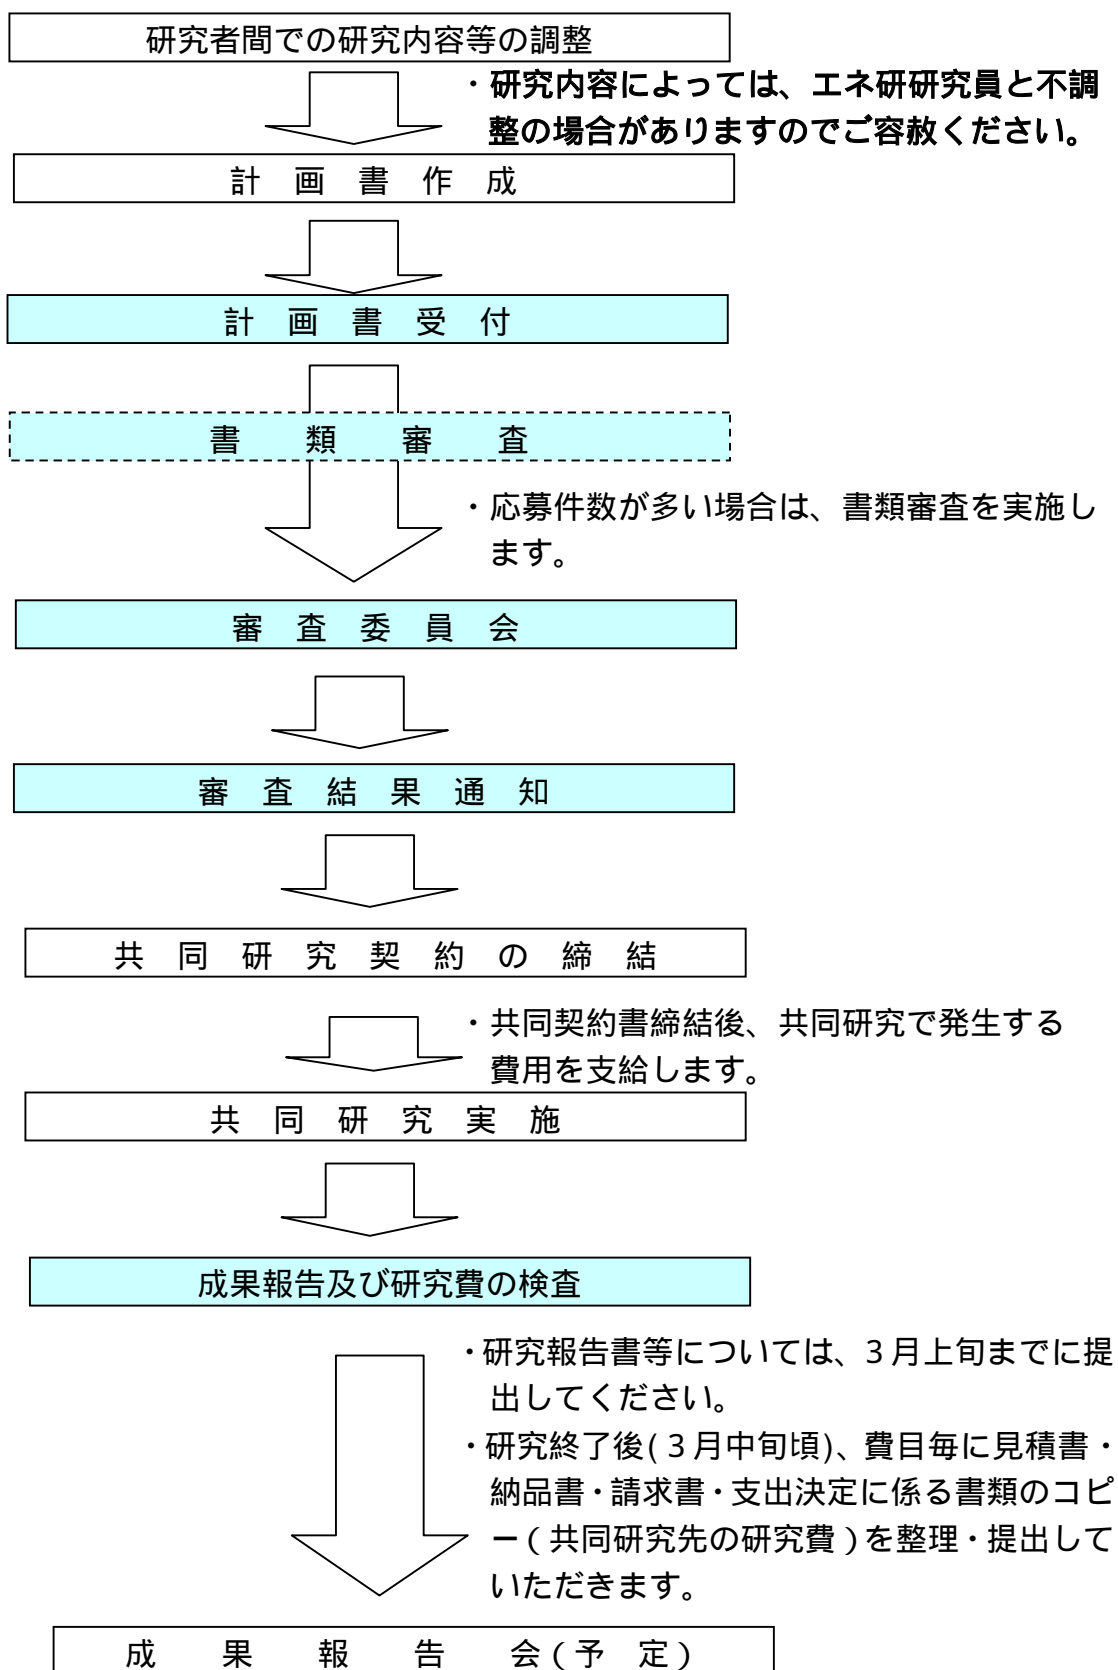 研究者間での研究内容等の調整
・研究内容によっては、エネ研研究員と不調
整の場合がありますのでご容赦ください。
計 画 書 作 成
計 画 書 受 付
書 類 審 査
・応募件数が多い場合は、書類審査を実施し
ます。
審 査 委 員 会
審 査 結 果 通 知
共 同 研 究 契 約 の 締 結
・共同契約書締結後、共同研究で発生する
費用を支給します。
共 同 研 究 実 施
成果報告及び研究費の検査
・研究報告書等については、３月上旬までに提
出してください。
・研究終了後(３月中旬頃)、費目毎に見積書・
納品書・請求書・支出決定に係る書類のコピ
ー（共同研究先の研究費）を整理・提出して
いただきます。
成 果 報 告 会（予 定）